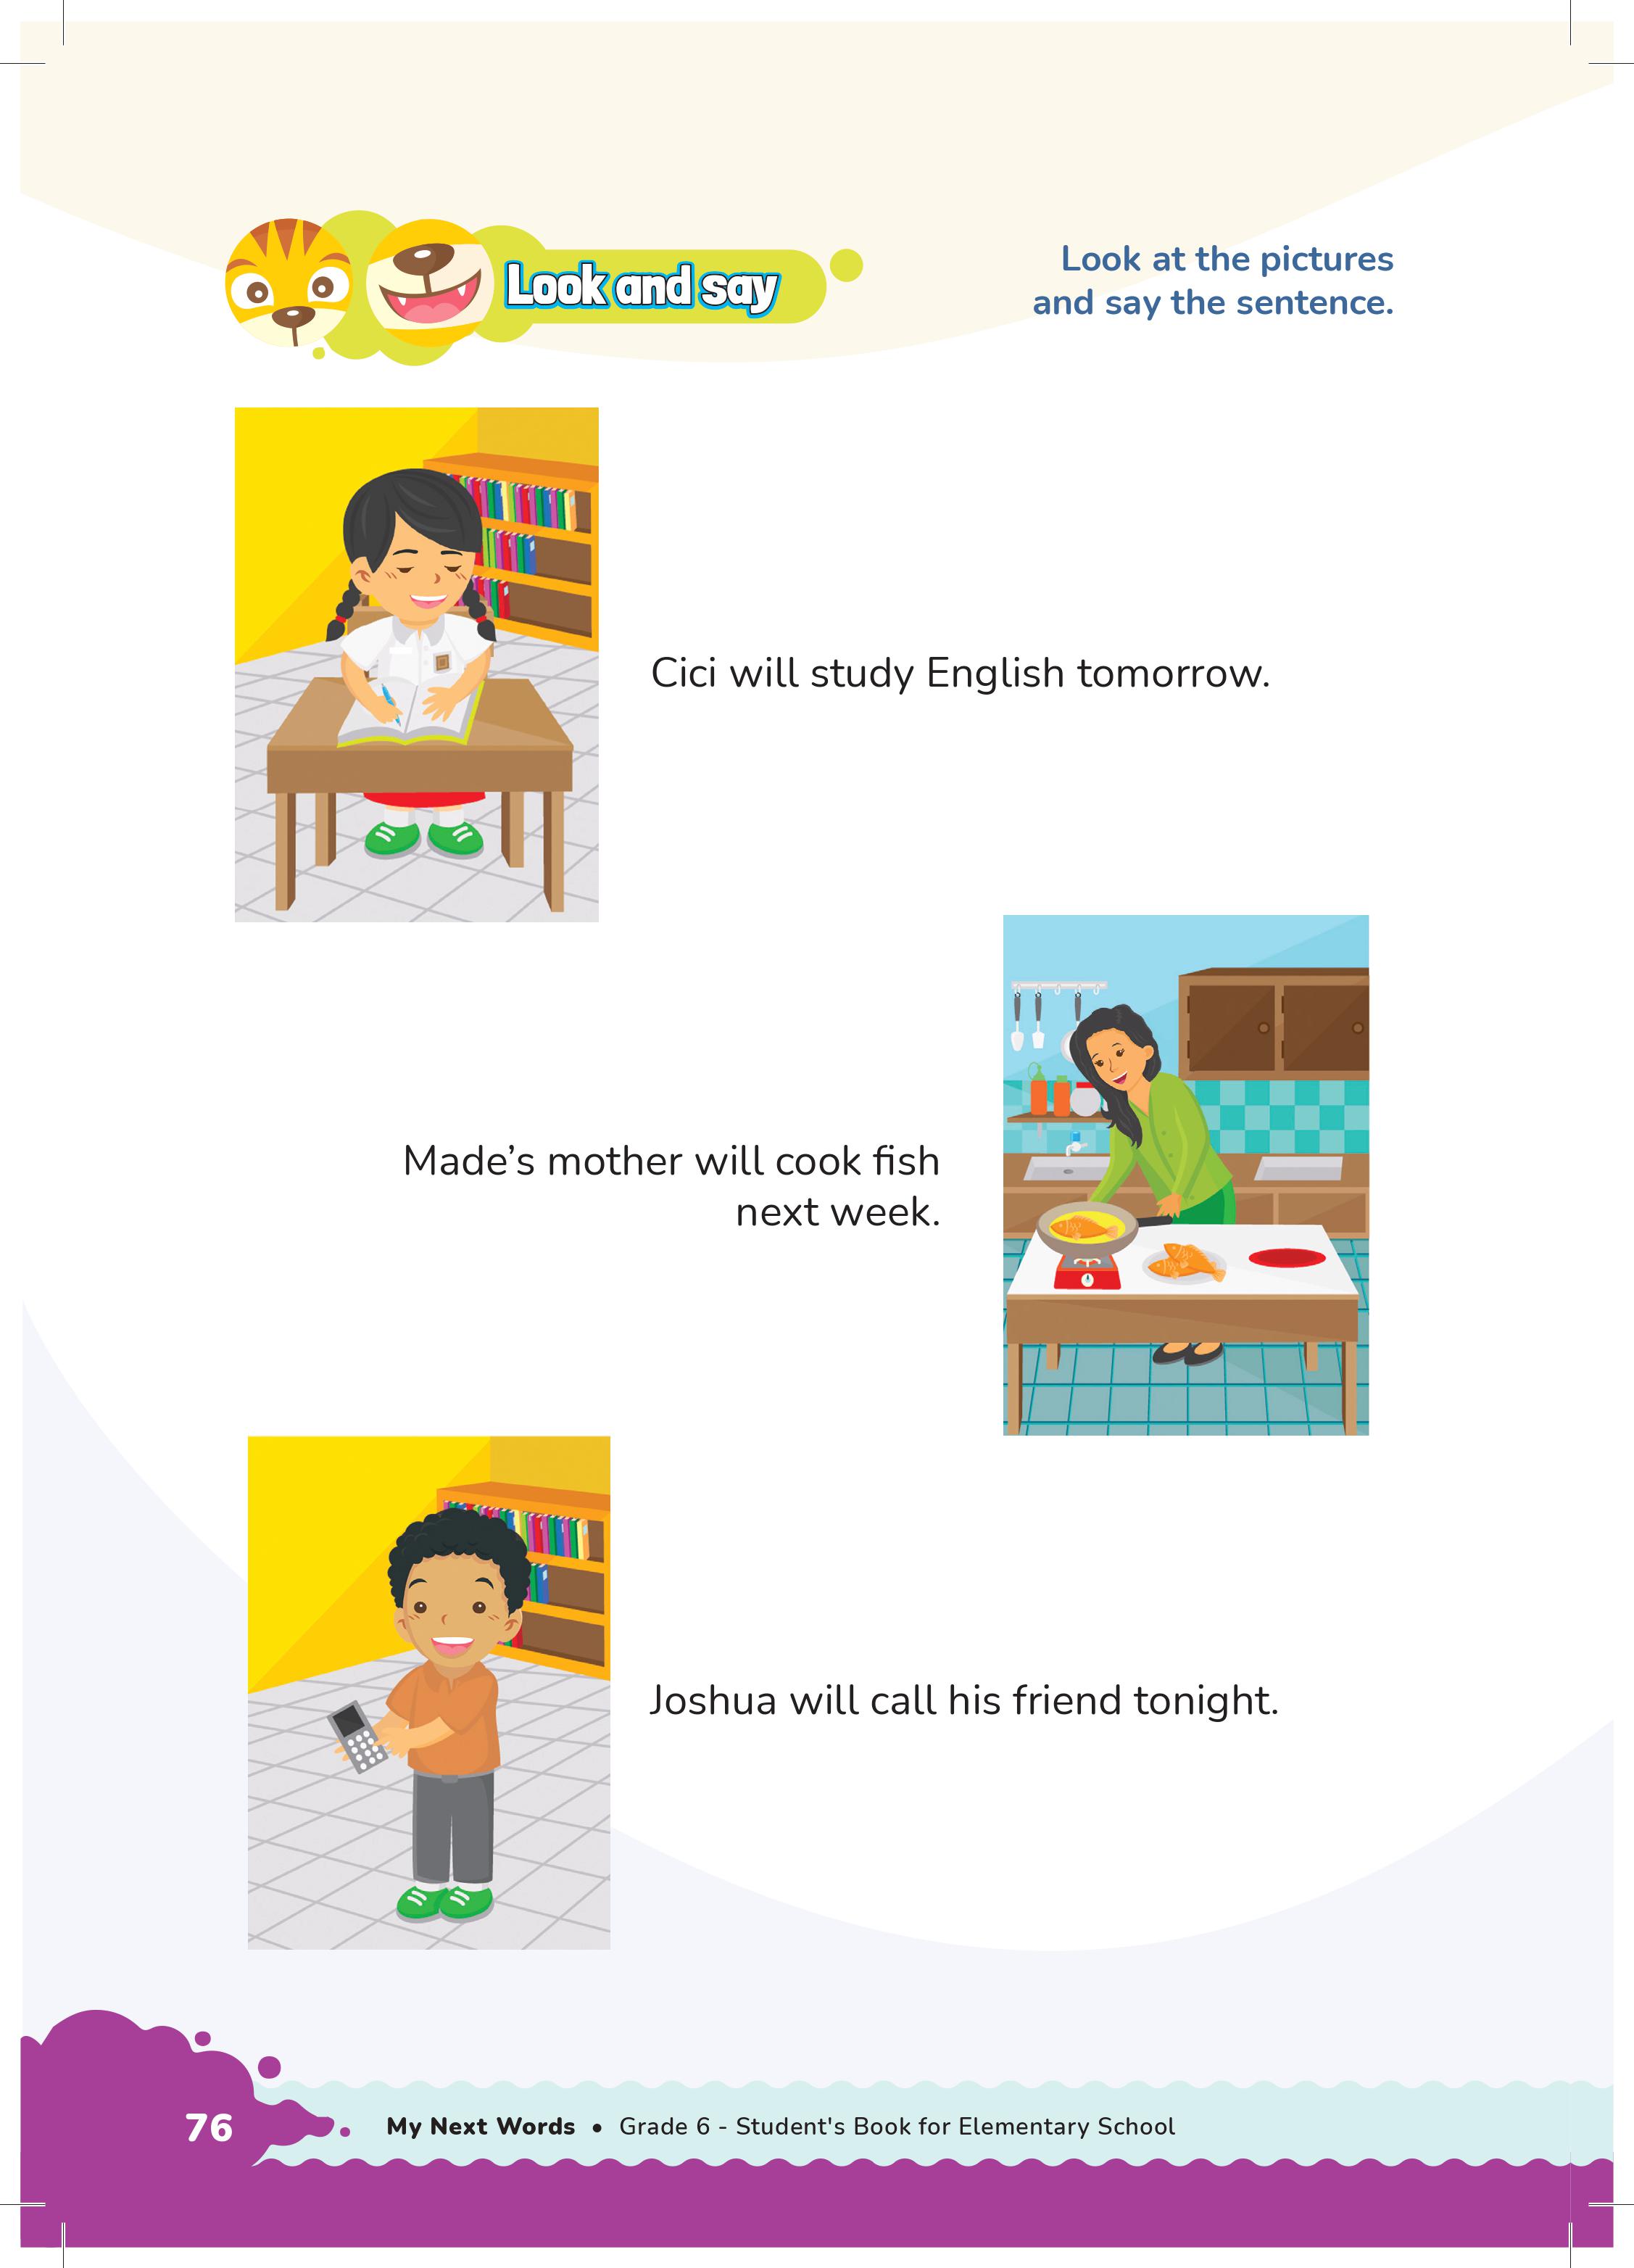 Look and say
Look at the pictures
and say the sentence.
Cici will study English tomorrow.
Made’s mother will cook fish
next week.
Joshua will call his friend tonight.
76
My Next Words • Grade 6 - Student's Book for Elementary School